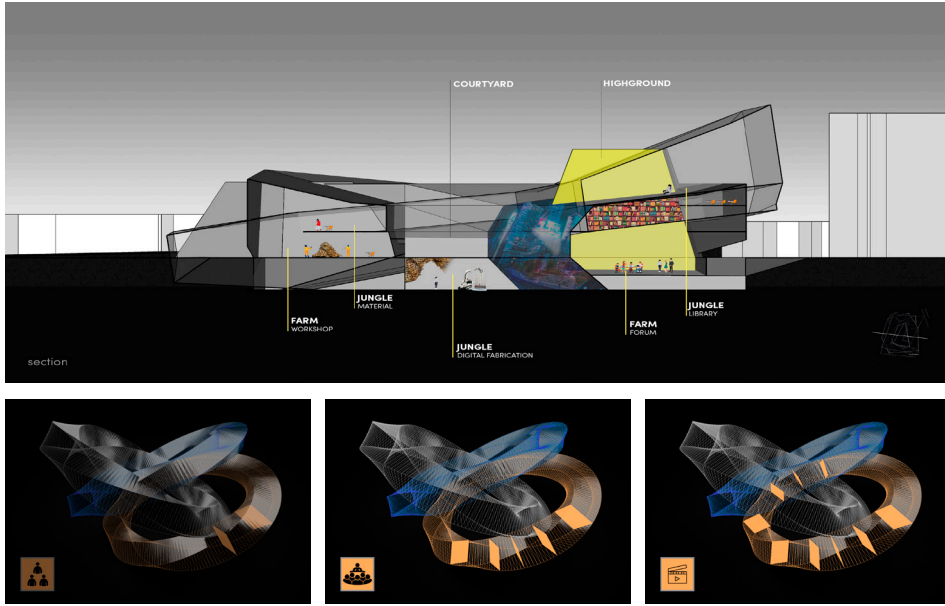 COURTYARD
HIGHGROUND
JUNGLE
MATERIAL
FARM
WORKSHOP
JUNGLE
DIGITAL FABRICATION
FARM
FORUM
JUNGLE
LIBRARY
section